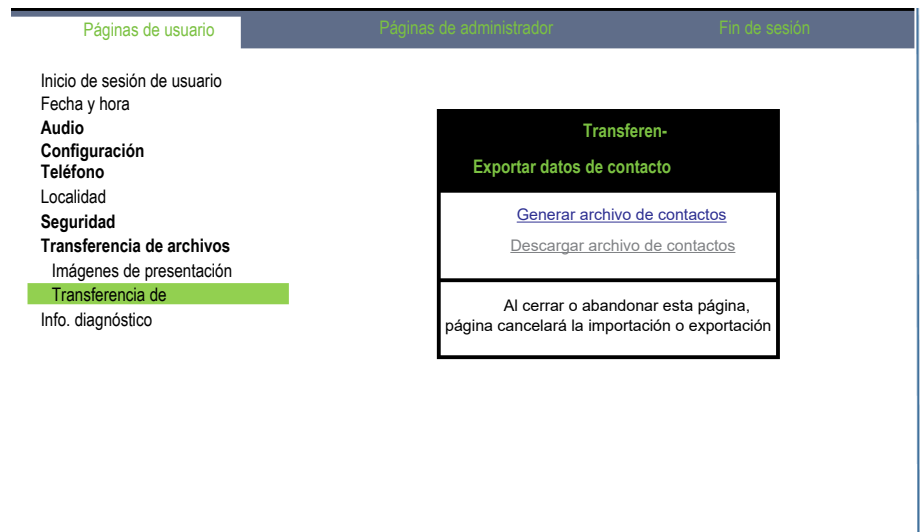 Páginas de usuario
Páginas de administrador
Fin de sesión
Inicio de sesión de usuario
Fecha y hora
Audio
Configuración
Teléfono
Localidad
Seguridad
Transferencia de archivos
Imágenes de presentación
Transferencia de
Info. diagnóstico
Transferen-
Exportar datos de contacto
Generar archivo de contactos
Descargar archivo de contactos
Al cerrar o abandonar esta página,
página cancelará la importación o exportación